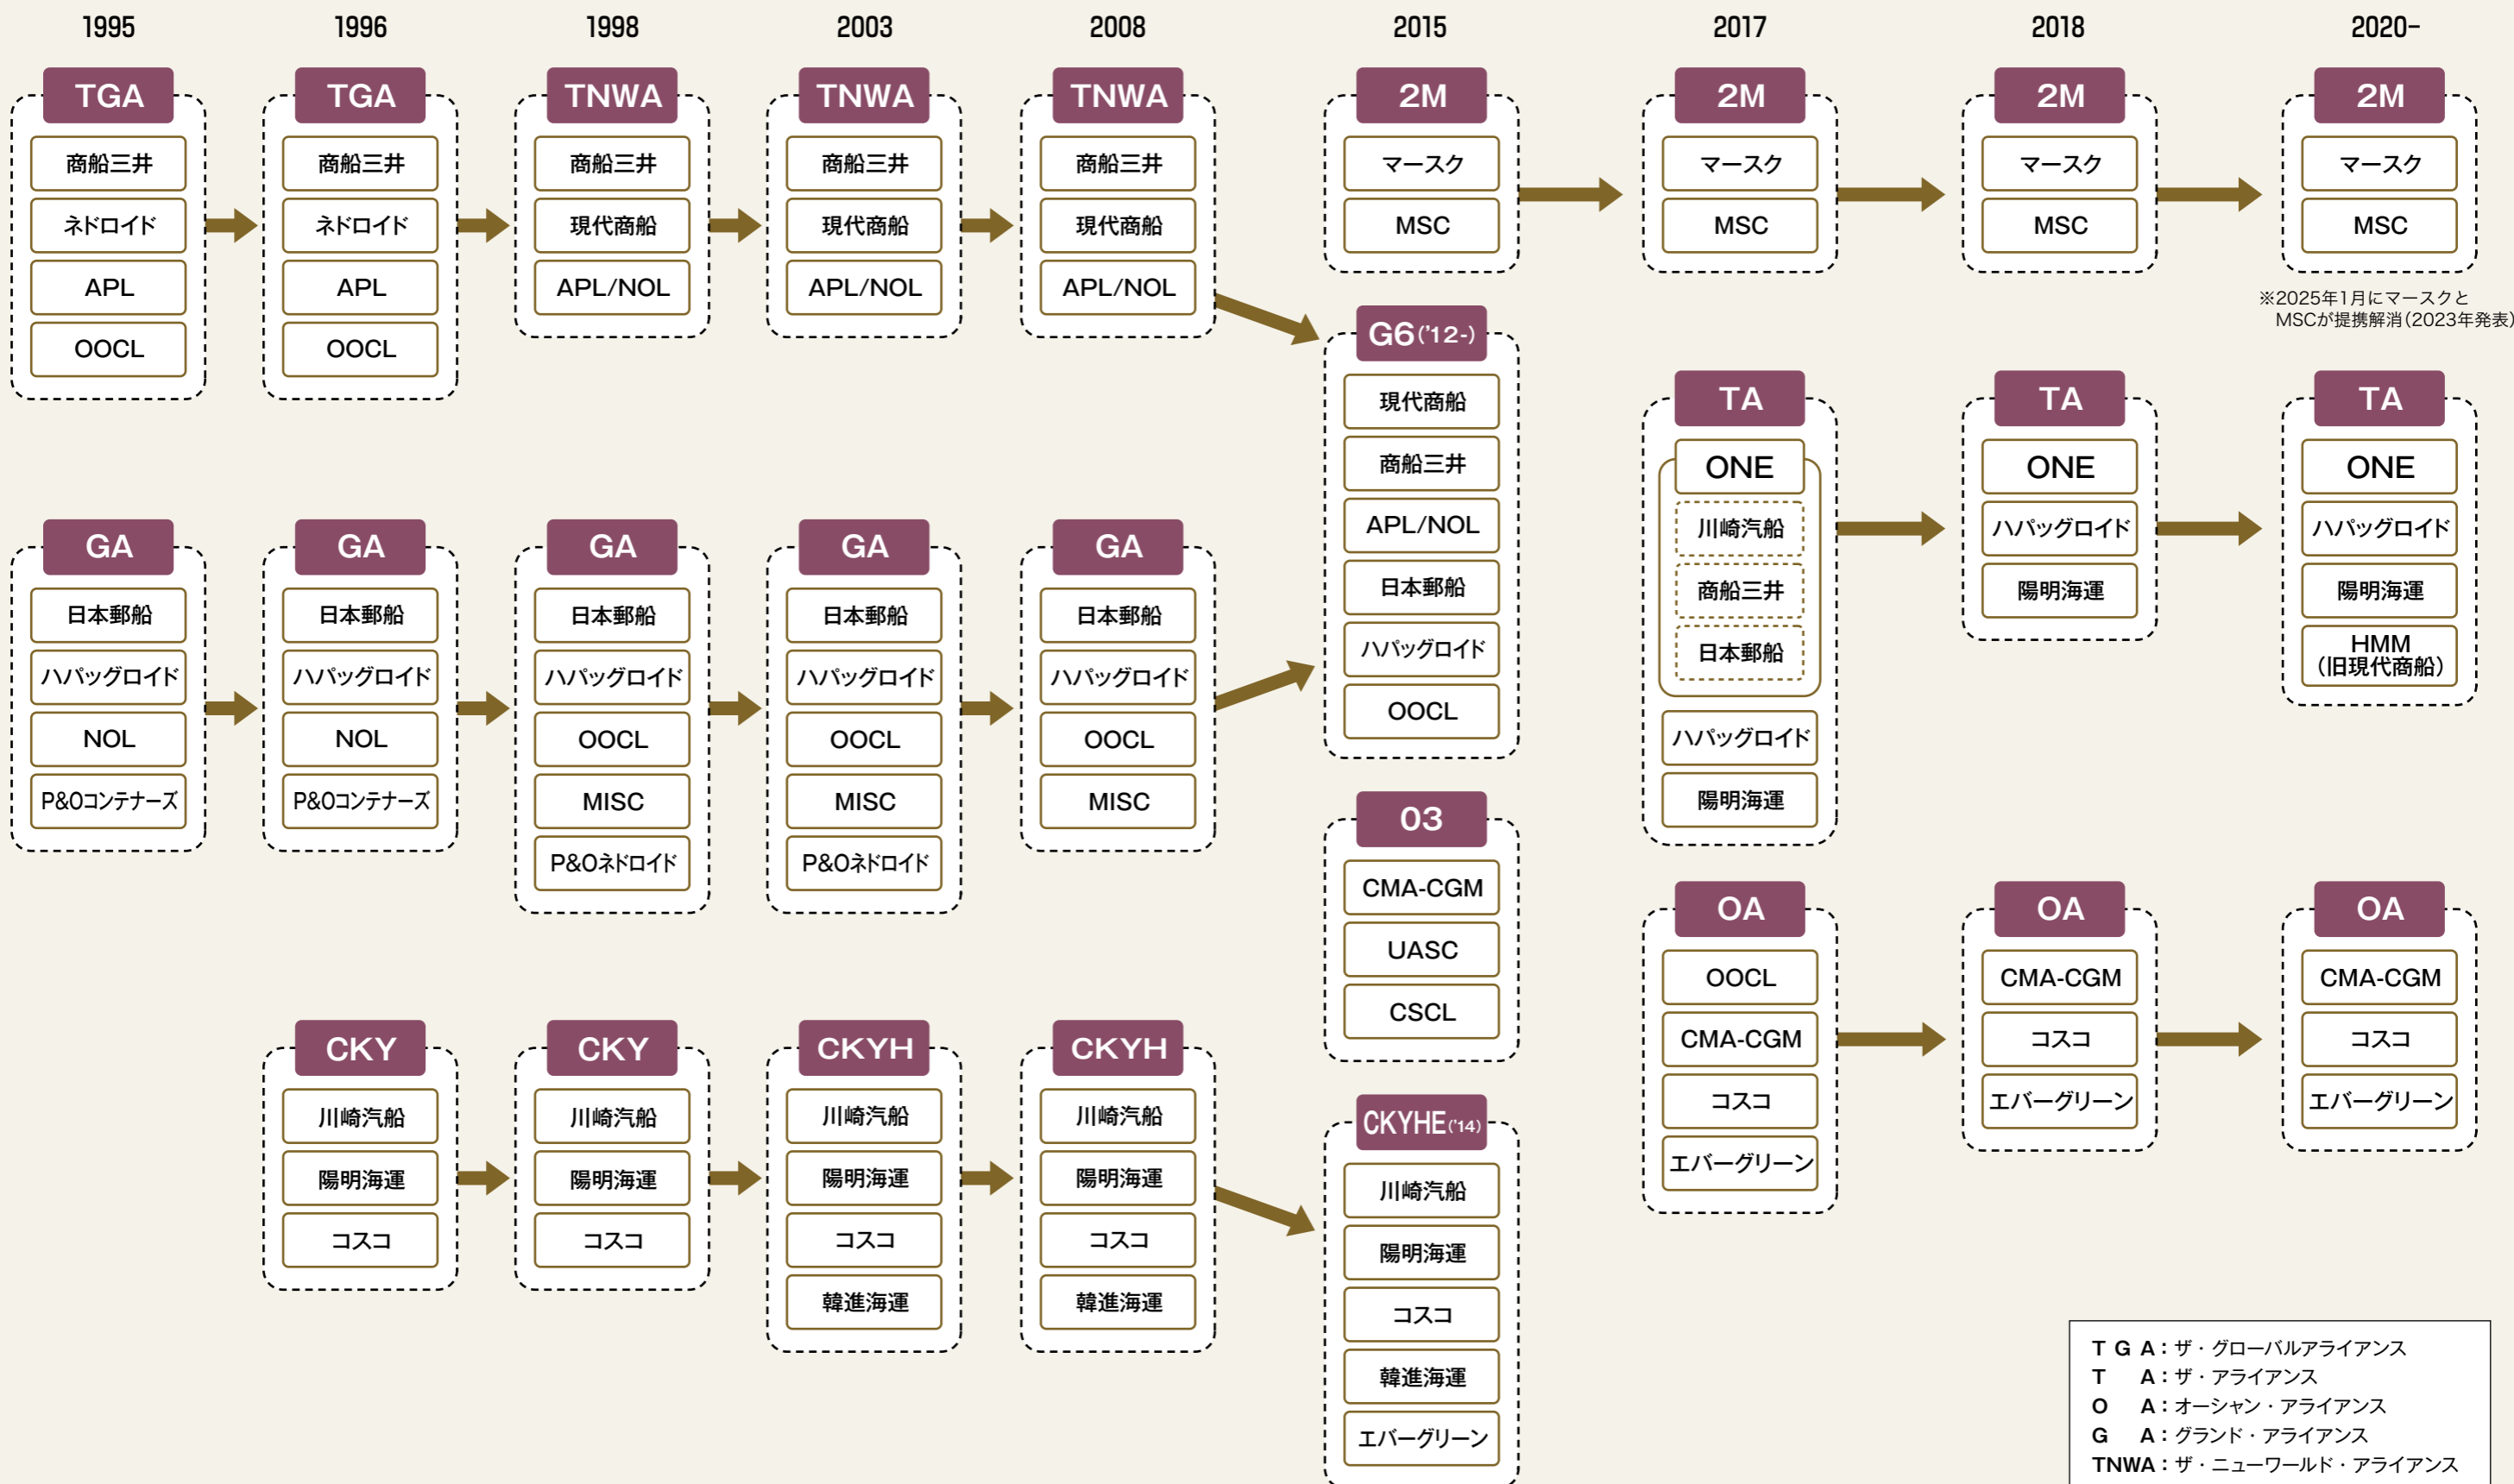 1995
1996
1998
2003
2008
2015
2017
2018
2020-
TGA
商船三井
ネドロイド
APL
OOCL
GA
日本郵船
ハパッグロイド
NOL
P&Oコンテナーズ
TGA
商船三井
ネドロイド
APL
OOCL
GA
日本郵船
ハパッグロイド
NOL
P&Oコンテナーズ
CKY
川崎汽船
陽明海運
コスコ
TNWA
商船三井
現代商船
APL/NOL
GA
日本郵船
ハパッグロイド
OOCL
MISC
P&Oネドロイド
CKY
川崎汽船
陽明海運
コスコ
TNWA
商船三井
現代商船
APL/NOL
GA
日本郵船
ハパッグロイド
OOCL
MISC
P&Oネドロイド
CKYH
川崎汽船
陽明海運
コスコ
韓進海運
TNWA
商船三井
現代商船
APL/NOL
GA
日本郵船
ハパッグロイド
OOCL
MISC
CKYH
川崎汽船
陽明海運
コスコ
韓進海運
2M
マースク
MSC
G6('12-)
現代商船
商船三井
APL/NOL
日本郵船
ハパッグロイド
OOCL
O3
CMA-CGM
UASC
CSCL
CKYHE('14)
川崎汽船
陽明海運
コスコ
韓進海運
エバーグリーン
2M
マースク
MSC
TA
ONE
川崎汽船
商船三井
日本郵船
ハパッグロイド
陽明海運
OA
OOCL
CMA-CGM
コスコ
エバーグリーン
2M
マースク
MSC
TA
ONE
ハパッグロイド
陽明海運
OA
CMA-CGM
コスコ
エバーグリーン
2M
マースク
MSC
※2025年1月にマースクと
MSCが提携解消(2023年発表)
TA
ONE
ハパッグロイド
陽明海運
HMM
(旧現代商船)
OA
CMA-CGM
コスコ
エバーグリーン
T G A：ザ・グローバルアライアンス
T A：ザ・アライアンス
O A：オーシャン・アライアンス
G A：グランド・アライアンス
TNWA：ザ・ニューワールド・アライアンス